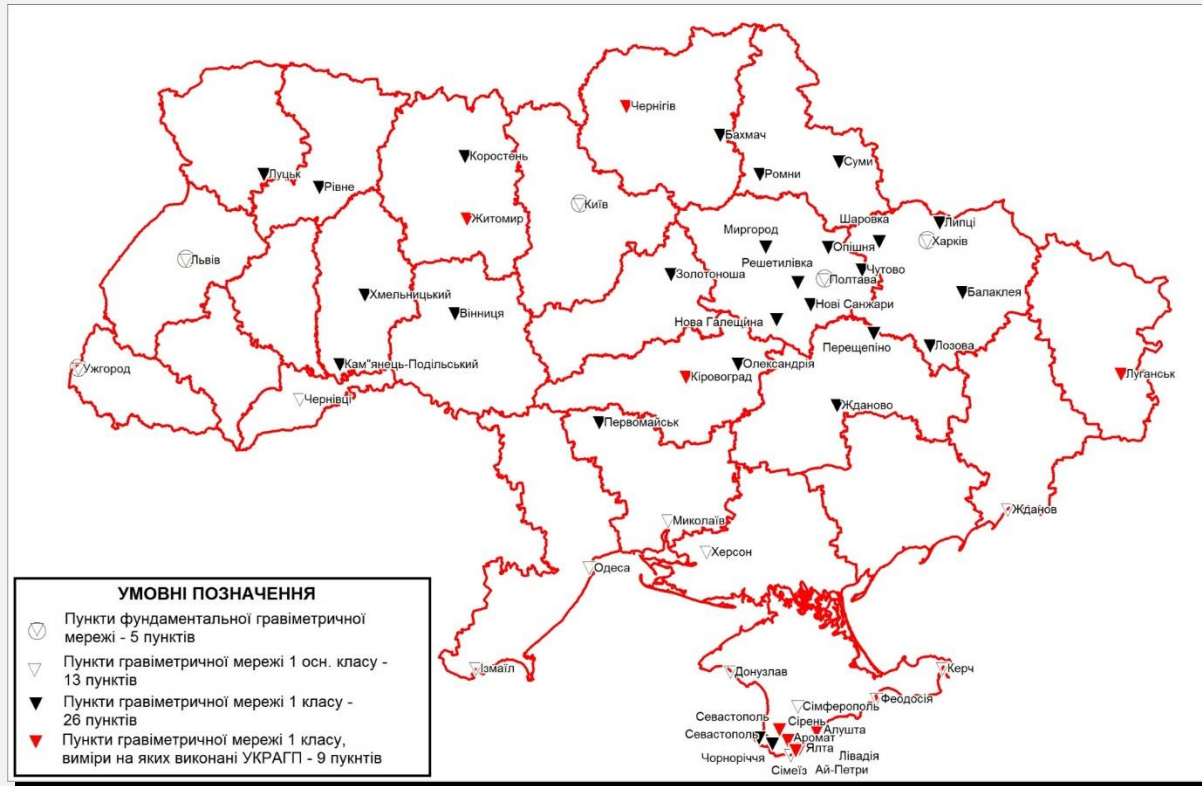 Чернігів
Бахмач
Коростень
Суми
Луцьк
Ромни
Рівне
Київ
Житомир
Шаровка
Липці
Миргород
Опішня
Харків
Львів
Решетилівка
Чутово
Золотоноша
Полтава
Хмельницький
Балаклея
Нові Санжари
Вінниця
Нова Галещина
Перещепіно
Лозова
Кам"янець-Подільський
Олександрія
Ужгород
Кіровоград
Луганськ
Чернівці
Жданово
Первомайськ
Жданов
Миколаїв
Херсон
Одеса
Ізмаїл
Донузлав
Керч
Феодосія
Сімферополь
Севастополь
Сірень
Алушта
Севастополь
Аромат
Ялта
Чорноріччя
Лівадія
Сімеїз
Ай-Петри
УМОВНІ ПОЗНАЧЕННЯ
Пункти фундаментальної гравіметричної
мережі - 5 пунктів
Пункти гравіметричної мережі 1 осн. класу -
13 пунктів
Пункти гравіметричної мережі 1 класу -
26 пунктів
Пункти гравіметричної мережі 1 класу,
виміри на яких виконані УКРАГП - 9 пукнтів